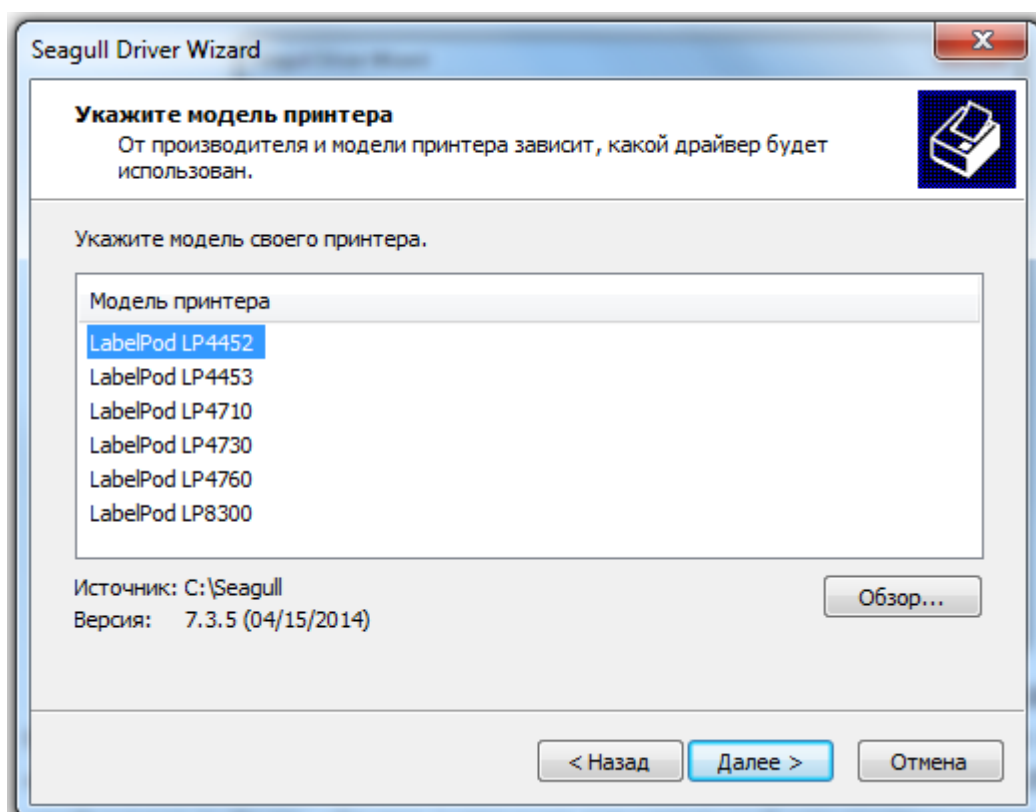 Seagull Driver Wizard
Укажите модель принтера
От производителя и модели принтера зависит, какой драйвер будет
использован.
Укажите модель своего принтера.
Модель принтера
LabelPod LP4452
LabelPod LP4453
LabelPod LP4710
LabelPod LP4730
LabelPod LP4760
LabelPod LP8300
Источник: C:\Seagull
Обзор...
Версия: 7.3.5 (04/15/2014)
< Назад
Далее >
Отмена